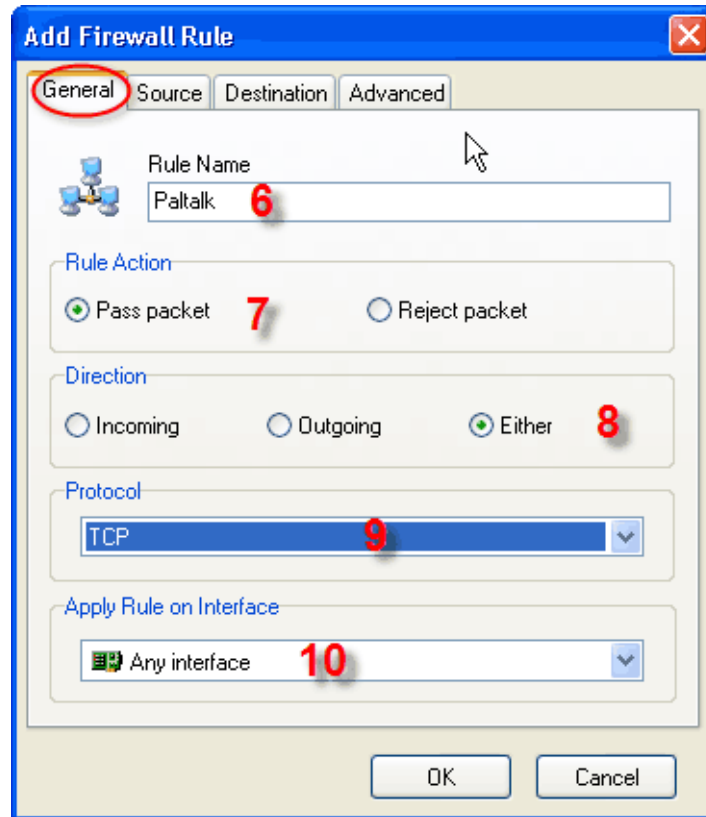 Add Firewall Rule
General Source Destination Advanced
Rule Name
Paltalk 6
Rule Action
Pass packet 7 Reject packet
Direction
Incoming Outgoing Either 8
Protocol
TCP 9
Apply Rule on Interface
Any interface 10
OK Cancel